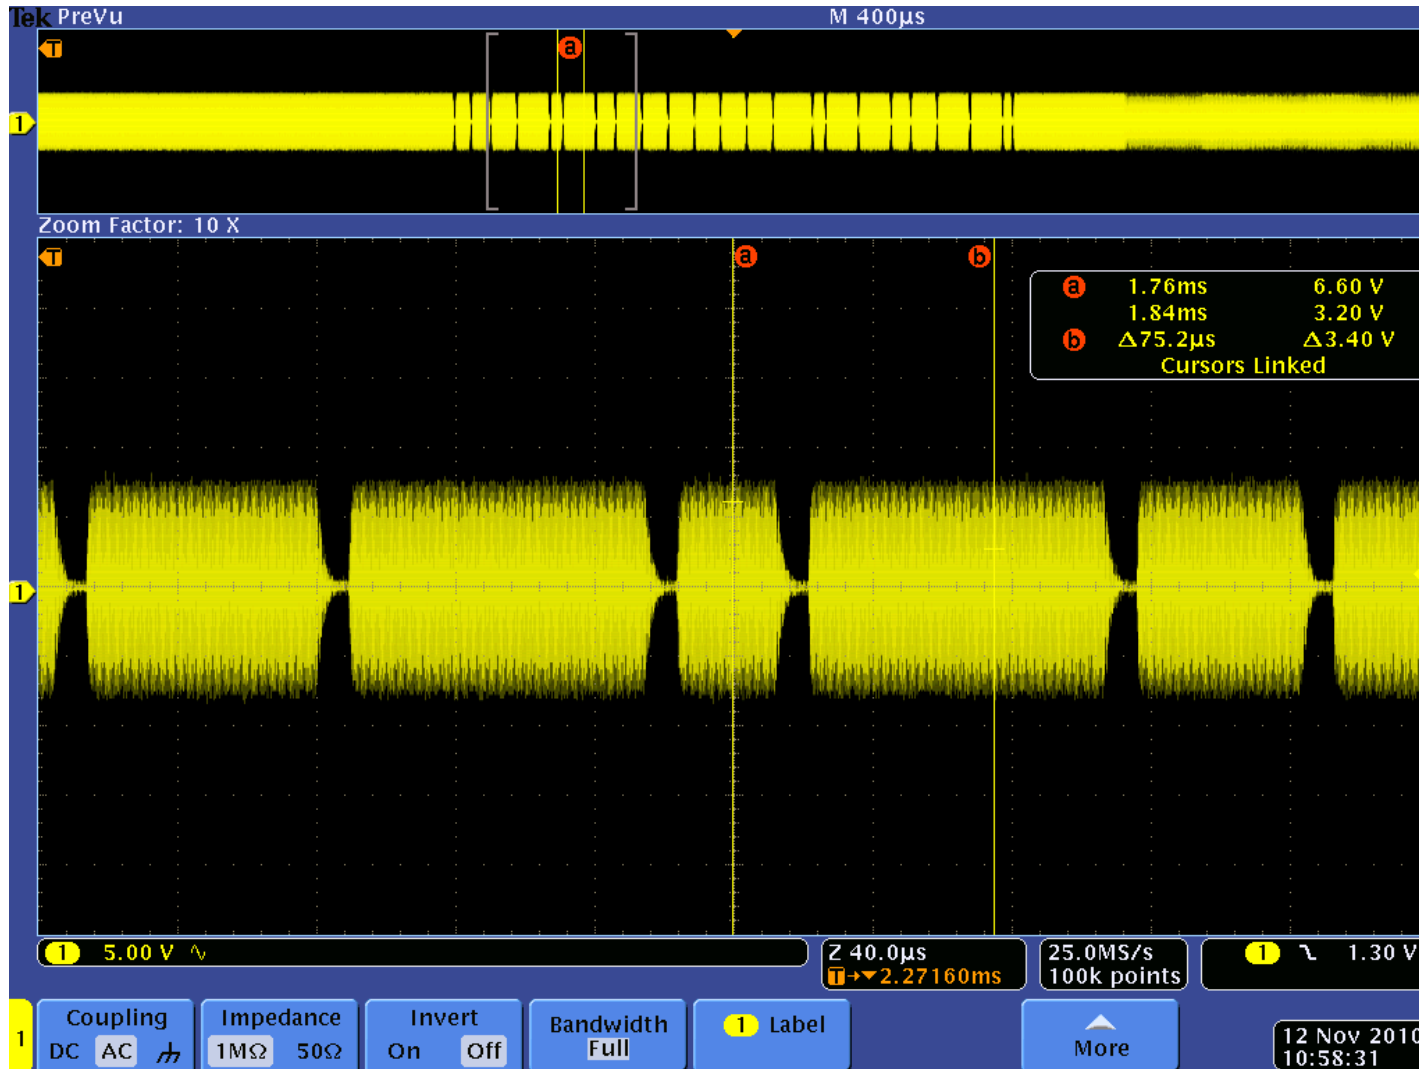 Tek PreVu M 400µs
T
a
1
Zoom Factor: 10 X
T
a
b
a 1.76ms 6.60 V
1.84ms 3.20 V
b Δ75.2µs Δ3.40 V
Cursors Linked
1
1 5.00 V
Z 40.0µs
T→▼2.27160ms
25.0MS/s
100k points
1 1.30 V
1
Coupling
DC AC
Impedance
1MΩ 50Ω
Invert
On Off
Bandwidth
Full
1 Label
More
12 Nov 2010
10:58:31